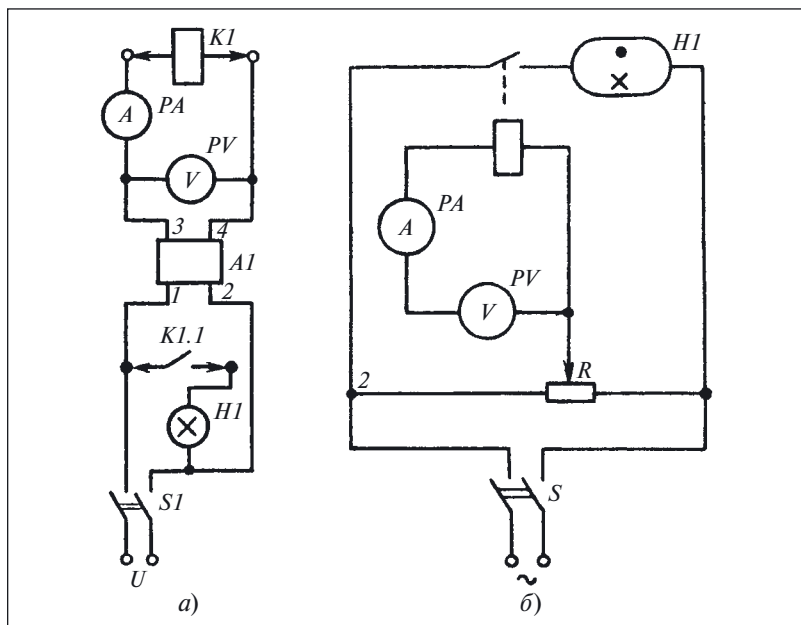 K1
A
PA
PV
V
3
4
A1
1
2
K1.1
H1
S1
U
а)
H1
PA
A
PV
V
R
2
S
~
б)